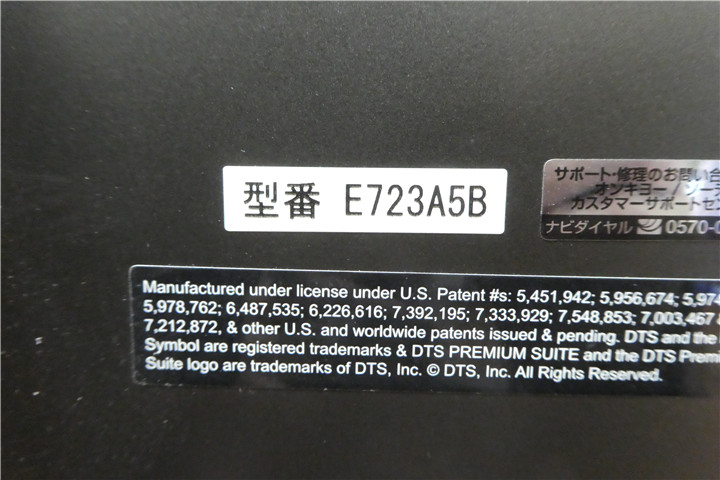 型番 E723A5B
サポート・修理のお問い合
オンキヨー / ソー
カスタマーサポートセン
ナビダイヤル 0570-0
Manufactured under license under U.S. Patent #s: 5,451,942; 5,956,674; 5,974
5,978,762; 6,487,535; 6,226,616; 7,392,195; 7,333,929; 7,548,853; 7,003,467 &
7,212,872, & other U.S. and worldwide patents issued & pending. DTS and the
Symbol are registered trademarks & DTS PREMIUM SUITE and the DTS Premi
Suite logo are trademarks of DTS, Inc. © DTS, Inc. All Rights Reserved.